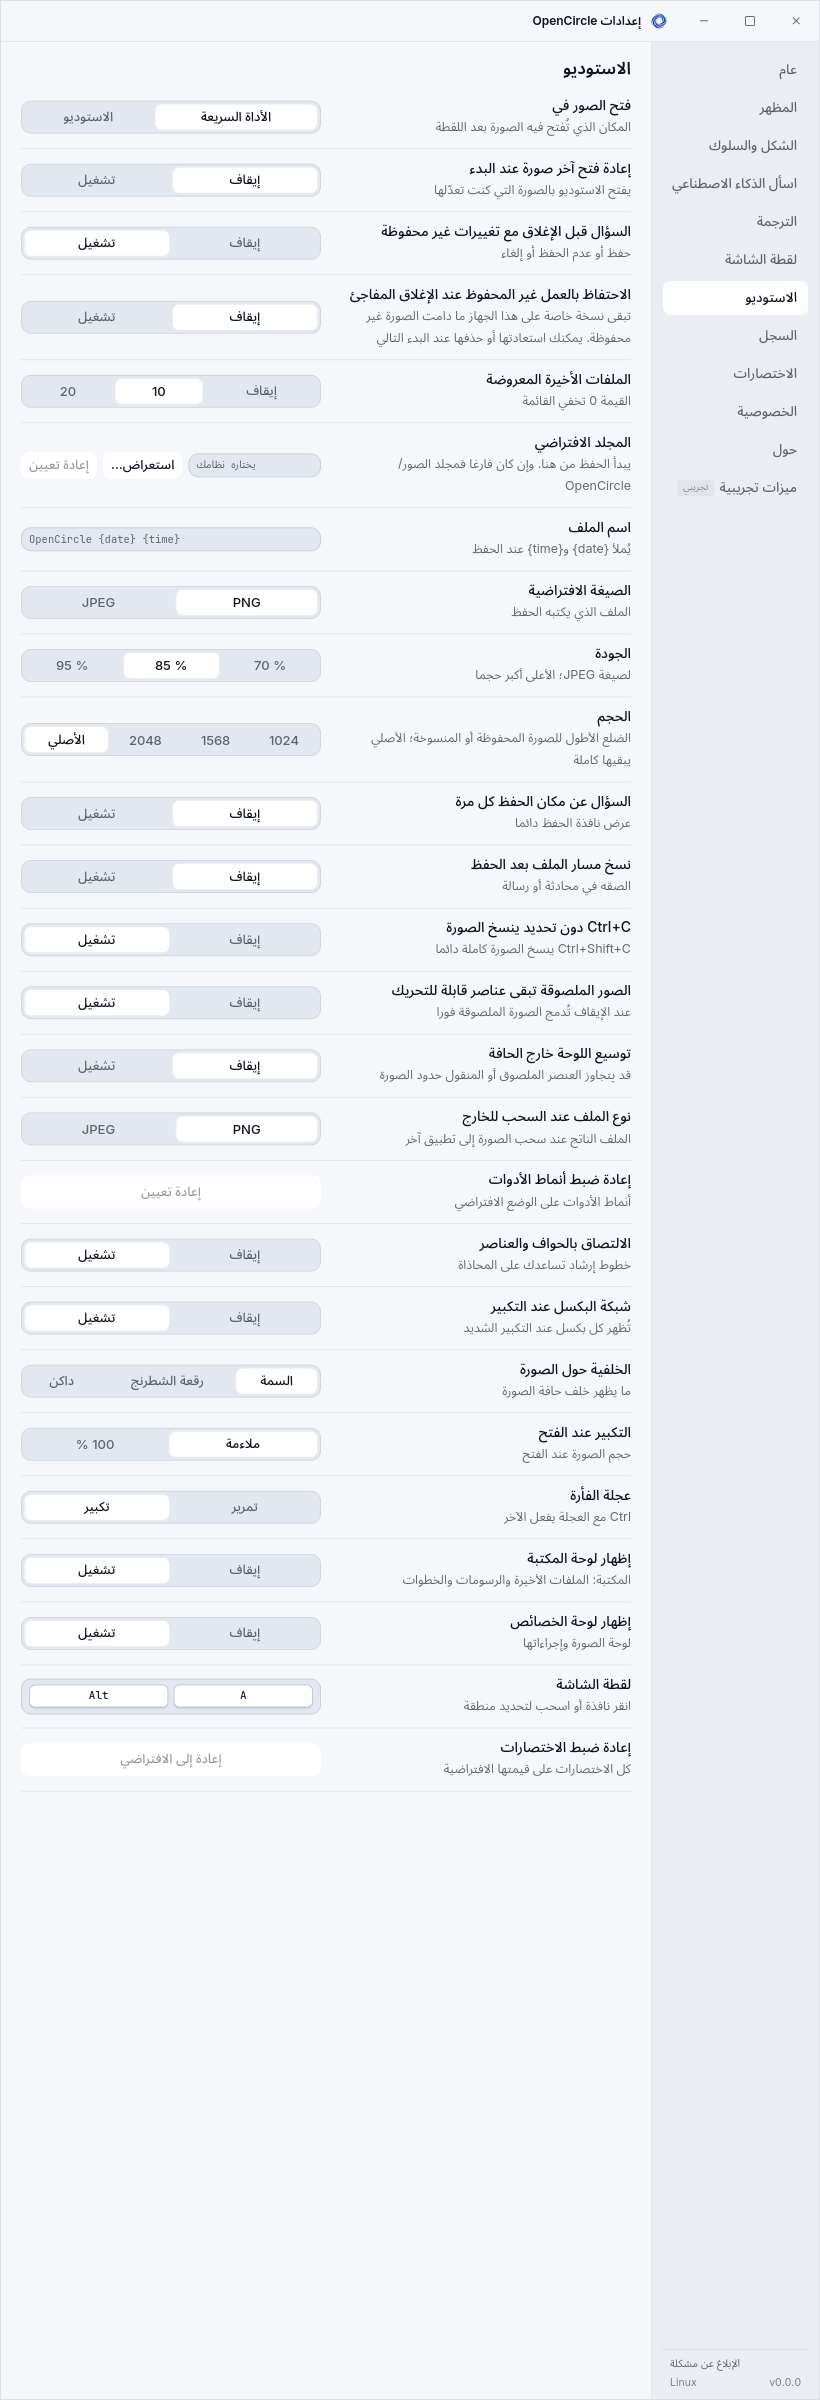 إعدادات OpenCircle
عام
المظهر
الشكل والسلوك
اسأل الذكاء الاصطناعي
الترجمة
لقطة الشاشة
الاستوديو
السجل
الاختصارات
الخصوصية
حول
ميزات تجريبية تجريبي
الإبلاغ عن مشكلة
v0.0.0 Linux
الاستوديو
فتح الصور في
المكان الذي تُفتح فيه الصورة بعد اللقطة
الأداة السريعة الاستوديو
إعادة فتح آخر صورة عند البدء
يفتح الاستوديو بالصورة التي كنت تعدّلها
إيقاف تشغيل
السؤال قبل الإغلاق مع تغييرات غير محفوظة
حفظ أو عدم الحفظ أو إلغاء
إيقاف تشغيل
الاحتفاظ بالعمل غير المحفوظ عند الإغلاق المفاجئ
تبقى نسخة خاصة على هذا الجهاز ما دامت الصورة غير
محفوظة. يمكنك استعادتها أو حذفها عند البدء التالي
إيقاف تشغيل
الملفات الأخيرة المعروضة
القيمة 0 تخفي القائمة
إيقاف 10 20
المجلد الافتراضي
يبدأ الحفظ من هنا. وإن كان فارغا فمجلد الصور/
OpenCircle
يختاره نظامك استعراض... إعادة تعيين
اسم الملف
يُملأ {date} و{time} عند الحفظ
OpenCircle {date} {time}
الصيغة الافتراضية
الملف الذي يكتبه الحفظ
PNG JPEG
الجودة
لصيغة JPEG؛ الأعلى أكبر حجما
70 % 85 % 95 %
الحجم
الضلع الأطول للصورة المحفوظة أو المنسوخة؛ الأصلي
يبقيها كاملة
1024 1568 2048 الأصلي
السؤال عن مكان الحفظ كل مرة
عرض نافذة الحفظ دائما
إيقاف تشغيل
نسخ مسار الملف بعد الحفظ
الصقه في محادثة أو رسالة
إيقاف تشغيل
Ctrl+C دون تحديد ينسخ الصورة
Ctrl+Shift+C ينسخ الصورة كاملة دائما
إيقاف تشغيل
الصور الملصوقة تبقى عناصر قابلة للتحريك
عند الإيقاف تُدمج الصورة الملصوقة فورا
إيقاف تشغيل
توسيع اللوحة خارج الحافة
قد يتجاوز العنصر الملصوق أو المنقول حدود الصورة
إيقاف تشغيل
نوع الملف عند السحب للخارج
الملف الناتج عند سحب الصورة إلى تطبيق آخر
PNG JPEG
إعادة ضبط أنماط الأدوات
أنماط الأدوات على الوضع الافتراضي
إعادة تعيين
الالتصاق بالحواف والعناصر
خطوط إرشاد تساعدك على المحاذاة
إيقاف تشغيل
شبكة البكسل عند التكبير
تُظهر كل بكسل عند التكبير الشديد
إيقاف تشغيل
الخلفية حول الصورة
ما يظهر خلف حافة الصورة
السمة رقعة الشطرنج داكن
التكبير عند الفتح
حجم الصورة عند الفتح
ملاءمة 100 %
عجلة الفأرة
Ctrl مع العجلة يفعل الآخر
تمرير تكبير
إظهار لوحة المكتبة
المكتبة: الملفات الأخيرة والرسومات والخطوات
إيقاف تشغيل
إظهار لوحة الخصائص
لوحة الصورة وإجراءاتها
إيقاف تشغيل
لقطة الشاشة
انقر نافذة أو اسحب لتحديد منطقة
Alt A
إعادة ضبط الاختصارات
كل الاختصارات على قيمتها الافتراضية
إعادة إلى الافتراضي